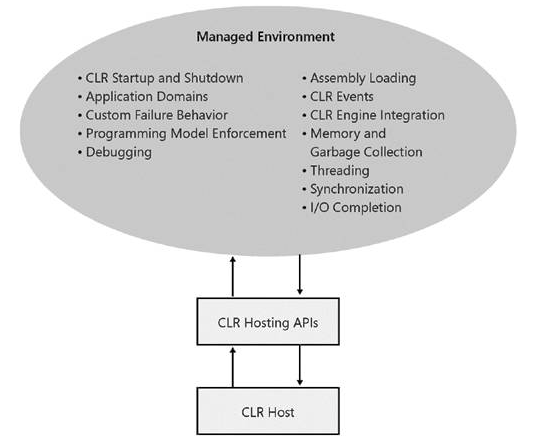 Managed Environment
• CLR Startup and Shutdown
• Application Domains
• Custom Failure Behavior
• Programming Model Enforcement
• Debugging
• Assembly Loading
• CLR Events
• CLR Engine Integration
• Memory and
Garbage Collection
• Threading
• Synchronization
• I/O Completion
CLR Hosting APIs
CLR Host